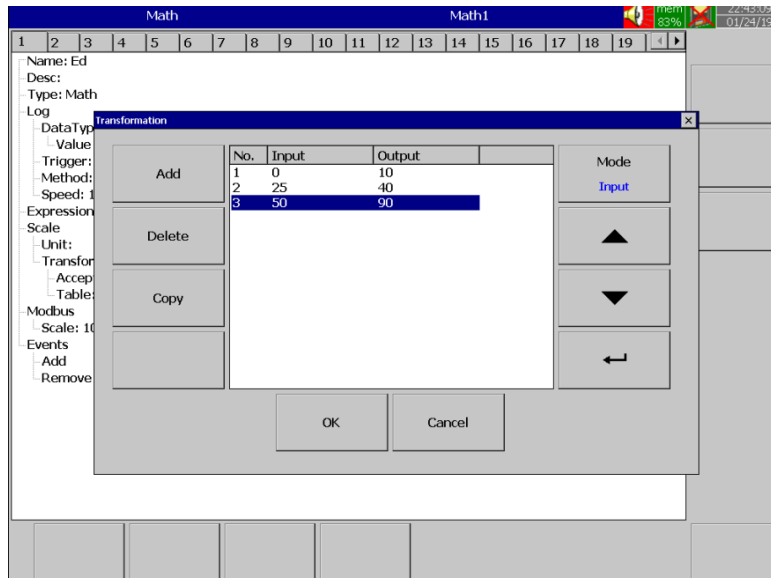 Math Math1 mem 83% 22:43:09 01/24/19
1 2 3 4 5 6 7 8 9 10 11 12 13 14 15 16 17 18 19
Name: Ed
Desc:
Type: Math
Log
DataTyp
Value
Trigger:
Method:
Speed: 1
Expression
Scale
Unit:
Transfor
Accep
Table:
Modbus
Scale: 10
Events
Add
Remove
Transformation
Add
Delete
Copy
No. Input Output
1 0 10
2 25 40
3 50 90
Mode
Input
OK Cancel